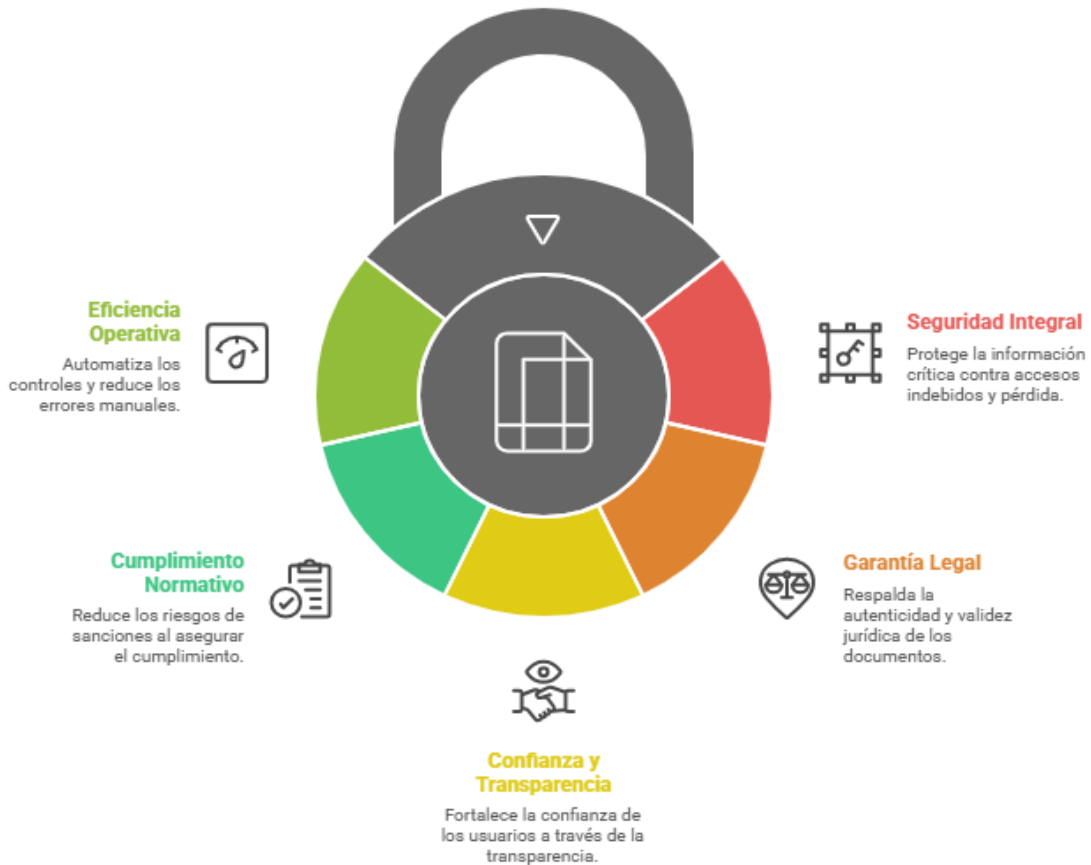 Eficiencia
Operativa
Automatiza los
controles y reduce los
errores manuales.
Seguridad Integral
Protege la información
crítica contra accesos
indebidos y pérdida.
Cumplimiento
Normativo
Reduce los riesgos de
sanciones al asegurar
el cumplimiento.
Garantía Legal
Respalda la
autenticidad y validez
jurídica de los
documentos.
Confianza y
Transparencia
Fortalece la confianza de
los usuarios a través de la
transparencia.